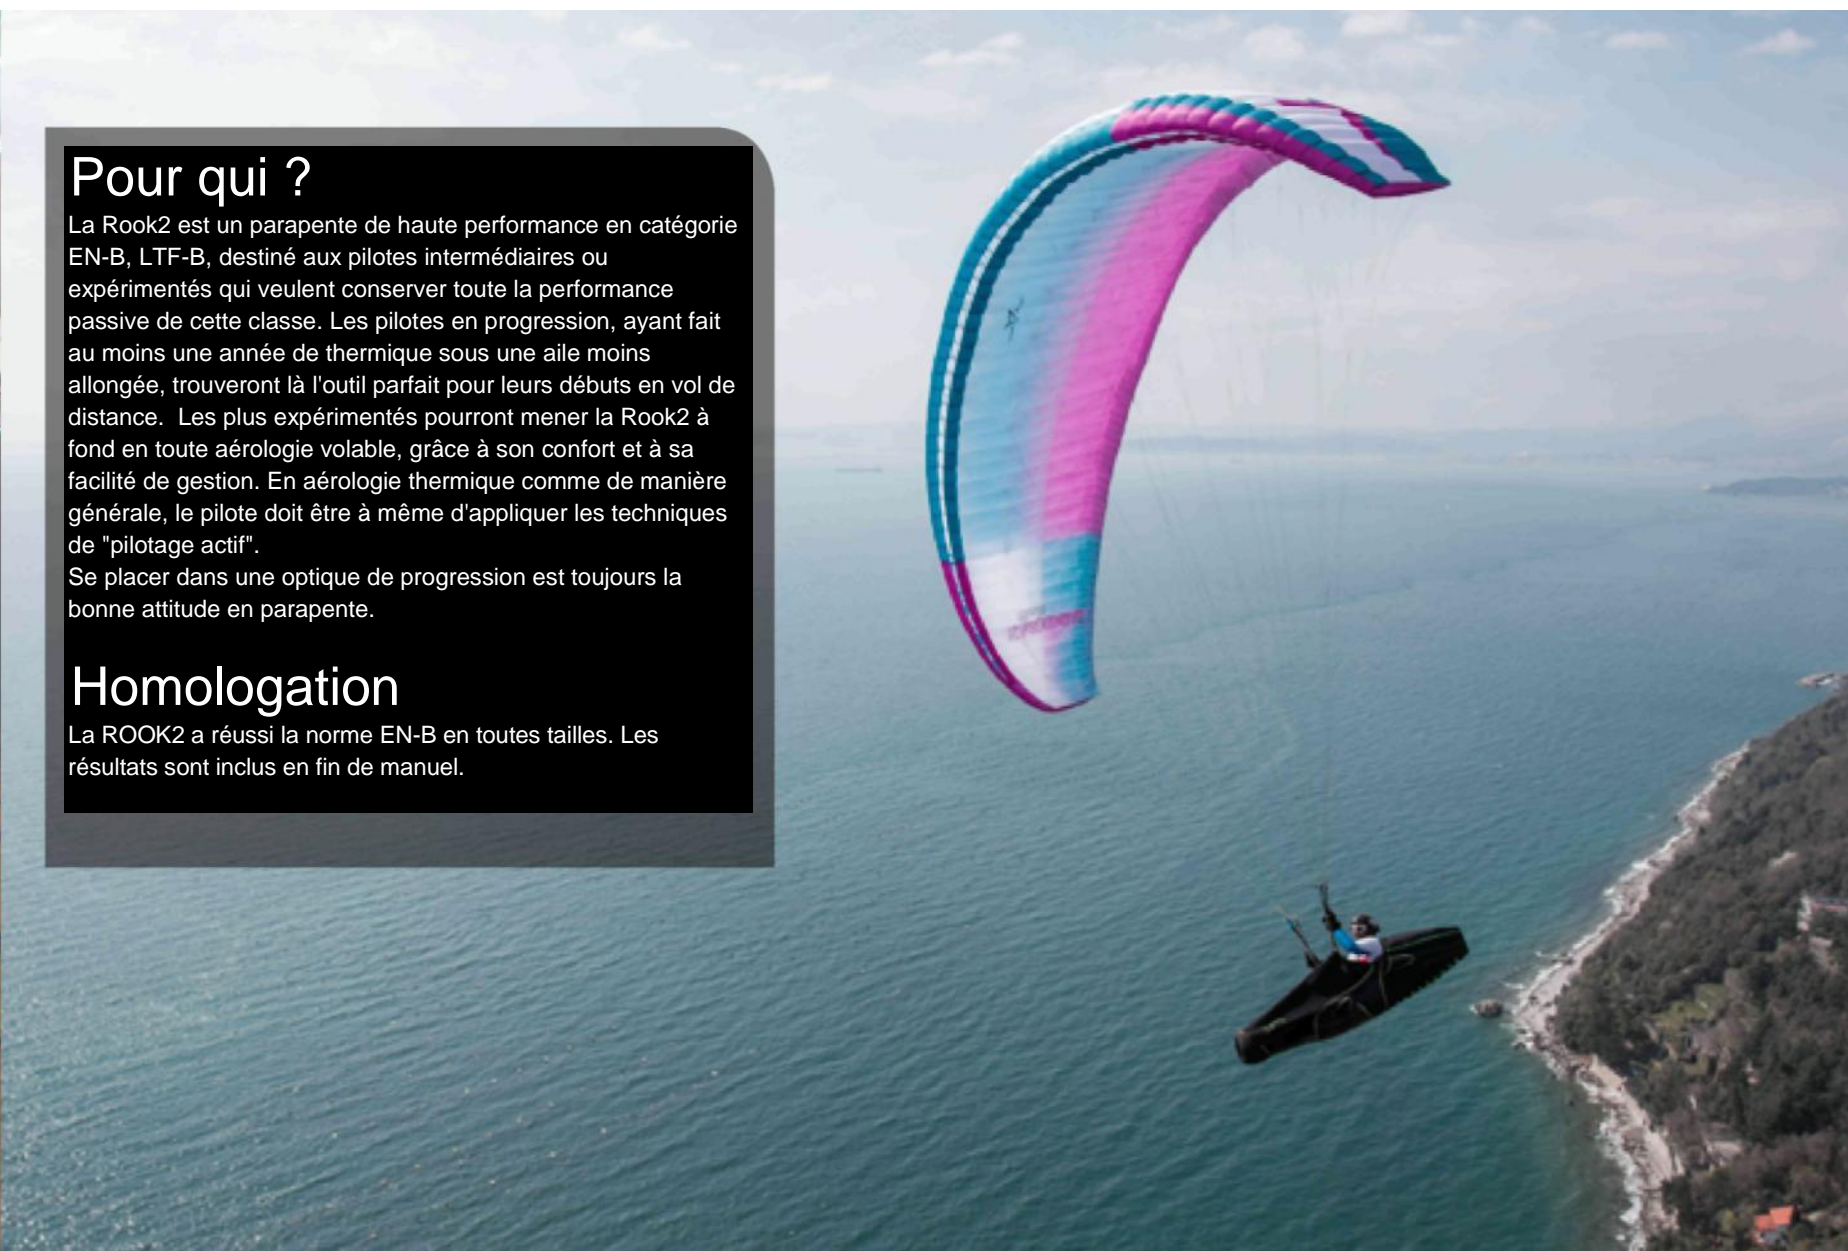 Pour qui ?
La Rook2 est un parapente de haute performance en catégorie
EN-B, LTF-B, destiné aux pilotes intermédiaires ou
expérimentés qui veulent conserver toute la performance
passive de cette classe. Les pilotes en progression, ayant fait
au moins une année de thermique sous une aile moins
allongée, trouveront là l'outil parfait pour leurs débuts en vol de
distance.  Les plus expérimentés pourront mener la Rook2 à
fond en toute aérologie volable, grâce à son confort et à sa
facilité de gestion. En aérologie thermique comme de manière
générale, le pilote doit être à même d'appliquer les techniques
de "pilotage actif".
Se placer dans une optique de progression est toujours la
bonne attitude en parapente.
Homologation
La ROOK2 a réussi la norme EN-B en toutes tailles. Les
résultats sont inclus en fin de manuel.